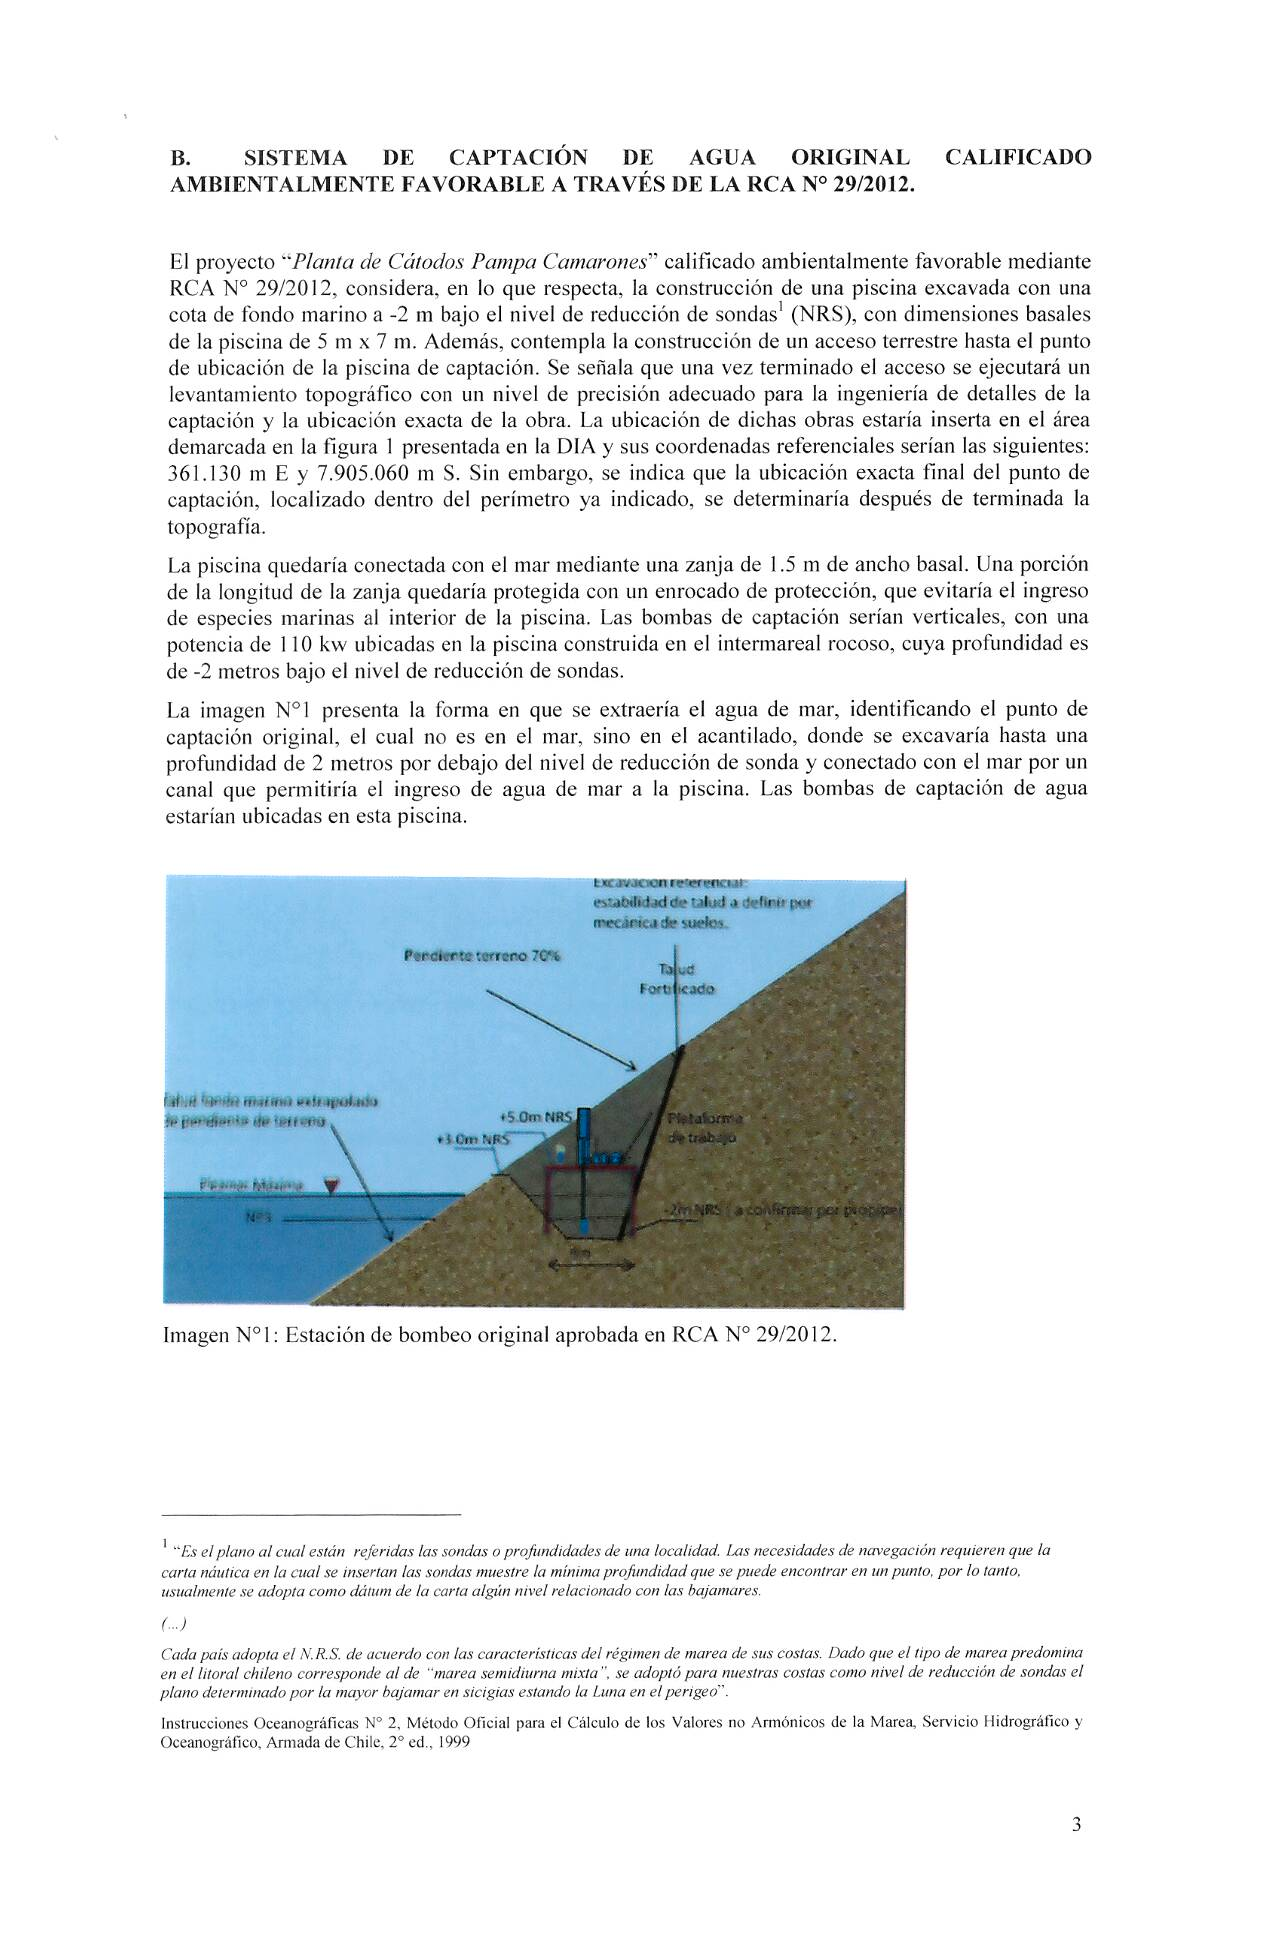 B. SISTEMA DE CAPTACIÓN DE AGUA ORIGINAL CALIFICADO
AMBIENTALMENTE FAVORABLE A TRAVÉS DE LA RCA N° 29/2012.
El proyecto “Planta de Cátodos Pampa Camarones” calificado ambientalmente favorable mediante
RCA N° 29/2012, considera, en lo que respecta, la construcción de una piscina excavada con una
cota de fondo marino a -2 m bajo el nivel de reducción de sondas¹ (NRS), con dimensiones basales
de la piscina de 5 m x 7 m. Además, contempla la construcción de un acceso terrestre hasta el punto
de ubicación de la piscina de captación. Se señala que una vez terminado el acceso se ejecutará un
levantamiento topográfico con un nivel de precisión adecuado para la ingeniería de detalles de la
captación y la ubicación exacta de la obra. La ubicación de dichas obras estaría inserta en el área
demarcada en la figura 1 presentada en la DIA y sus coordenadas referenciales serían las siguientes:
361.130 m E y 7.905.060 m S. Sin embargo, se indica que la ubicación exacta final del punto de
captación, localizado dentro del perímetro ya indicado, se determinaría después de terminada la
topografía.
La piscina quedaría conectada con el mar mediante una zanja de 1.5 m de ancho basal. Una porción
de la longitud de la zanja quedaría protegida con un enrocado de protección, que evitaría el ingreso
de especies marinas al interior de la piscina. Las bombas de captación serían verticales, con una
potencia de 110 kw ubicadas en la piscina construida en el intermareal rocoso, cuya profundidad es
de -2 metros bajo el nivel de reducción de sondas.
La imagen N°1 presenta la forma en que se extraería el agua de mar, identificando el punto de
captación original, el cual no es en el mar, sino en el acantilado, donde se excavaría hasta una
profundidad de 2 metros por debajo del nivel de reducción de sonda y conectado con el mar por un
canal que permitiría el ingreso de agua de mar a la piscina. Las bombas de captación de agua
estarían ubicadas en esta piscina.
Excavación referencial:
estabilidad de talud a definir por
mecánica de suelos.
Pendiente terreno 70%
Talud
Fortificado
Talud fondo marino extrapolado
de pendiente de terreno
+5.0m NRS
+3.0m NRS
Plataforma
de trabajo
Pleamar Máxima
NRS
-2m NRS ( a confirmar por
Imagen N°1: Estación de bombeo original aprobada en RCA N° 29/2012.
¹ “Es el plano al cual están referidas las sondas o profundidades de una localidad. Las necesidades de navegación requieren que la
carta náutica en la cual se insertan las sondas muestre la mínima profundidad que se puede encontrar en un punto, por lo tanto,
usualmente se adopta como dátum de la carta algún nivel relacionado con las bajamares.
(...)
Cada país adopta el N.R.S. de acuerdo con las características del régimen de marea de sus costas. Dado que el tipo de marea predomina
en el litoral chileno corresponde al de “marea semidiurna mixta”, se adoptó para nuestras costas como nivel de reducción de sondas el
plano determinado por la mayor bajamar en sicigias estando la Luna en el perigeo”.
Instrucciones Oceanográficas N° 2, Método Oficial para el Cálculo de los Valores no Armónicos de la Marea, Servicio Hidrográfico y
Oceanográfico, Armada de Chile, 2° ed., 1999
3